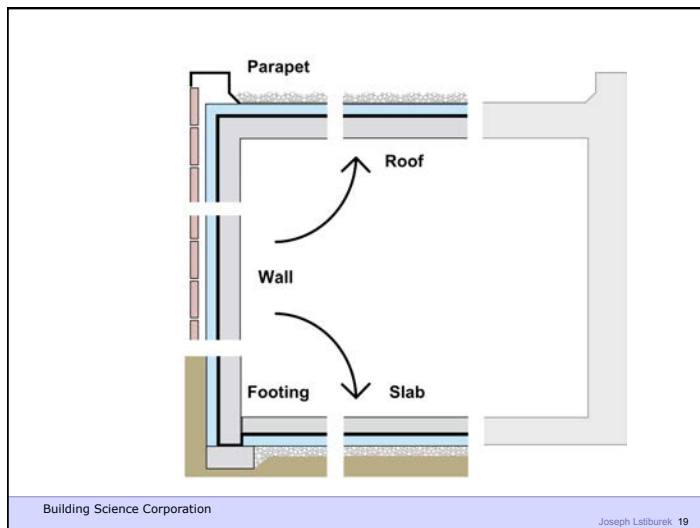 Parapet
Roof
Wall
Footing Slab
Building Science Corporation
Joseph Lstiburek 19